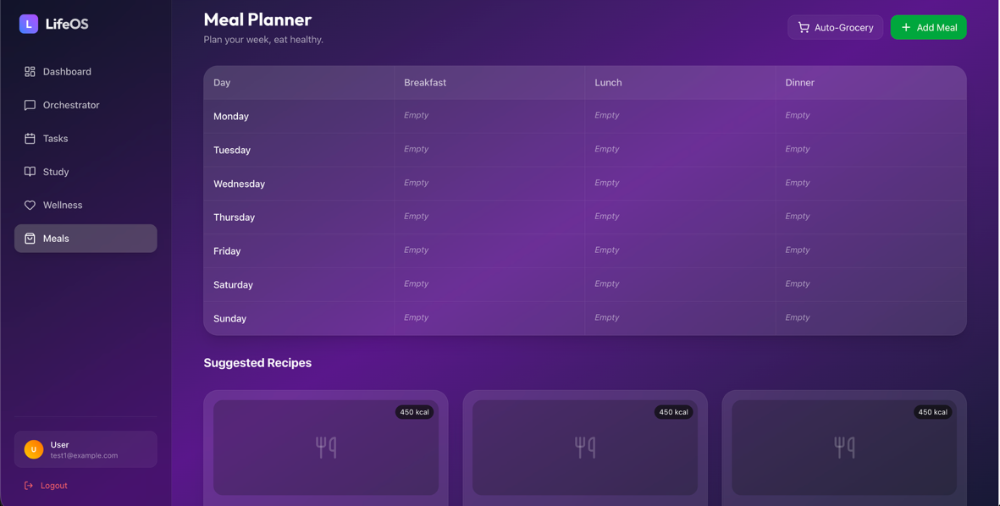 L LifeOS
Dashboard
Orchestrator
Tasks
Study
Wellness
Meals
U
User
test1@example.com
Logout
Meal Planner
Plan your week, eat healthy.
Auto-Grocery
+ Add Meal
Day Breakfast Lunch Dinner
Monday Empty Empty Empty
Tuesday Empty Empty Empty
Wednesday Empty Empty Empty
Thursday Empty Empty Empty
Friday Empty Empty Empty
Saturday Empty Empty Empty
Sunday Empty Empty Empty
Suggested Recipes
450 kcal 450 kcal 450 kcal